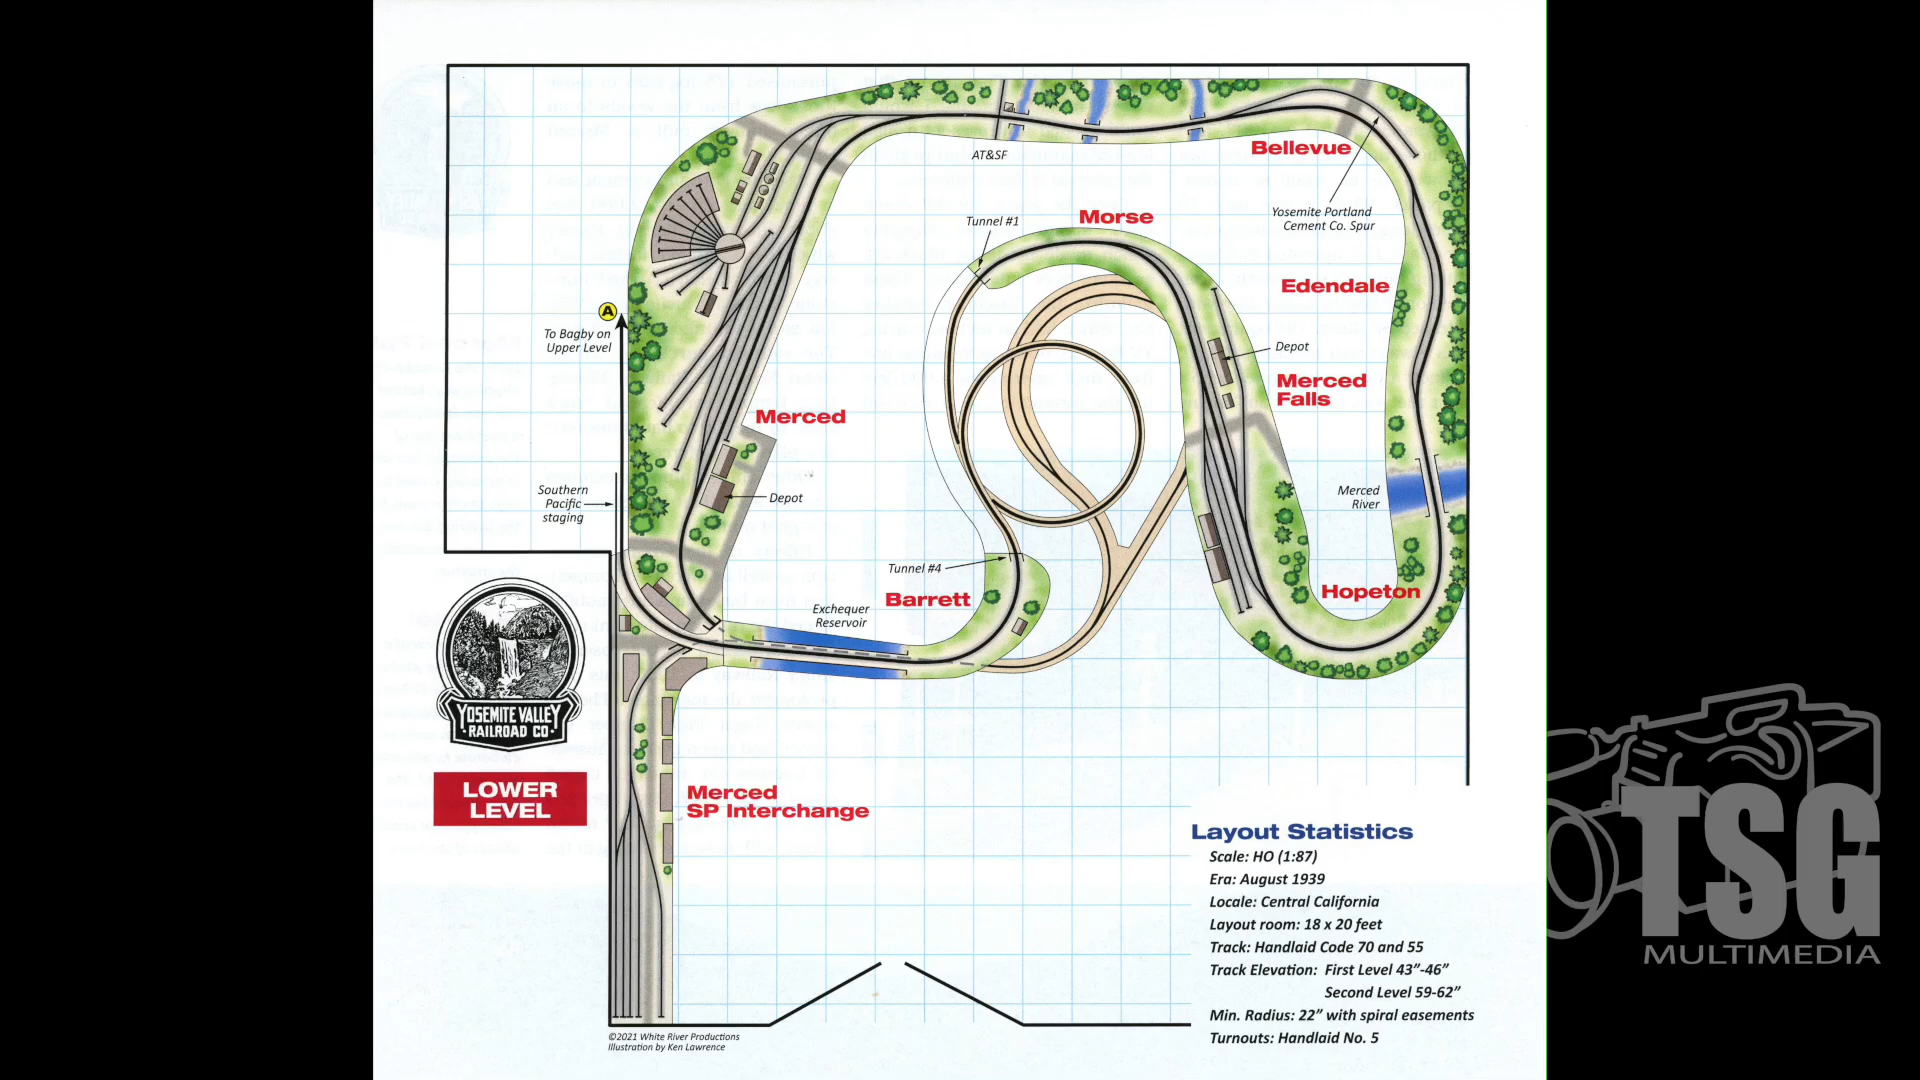 AT&SF
Bellevue
Yosemite Portland
Cement Co. Spur
Tunnel #1
Morse
Edendale
A
To Bagby on
Upper Level
Depot
Merced
Falls
Merced
Southern
Pacific
staging
Depot
Merced
River
Tunnel #4
Barrett
Exchequer
Reservoir
Hopeton
YOSEMITE VALLEY
RAILROAD CO.
LOWER
LEVEL
Merced
SP Interchange
Layout Statistics
Scale: HO (1:87)
Era: August 1939
Locale: Central California
Layout room: 18 x 20 feet
Track: Handlaid Code 70 and 55
Track Elevation: First Level 43”-46”
Second Level 59-62”
Min. Radius: 22” with spiral easements
Turnouts: Handlaid No. 5
©2021 White River Productions
Illustration by Ken Lawrence
TSG
MULTIMEDIA